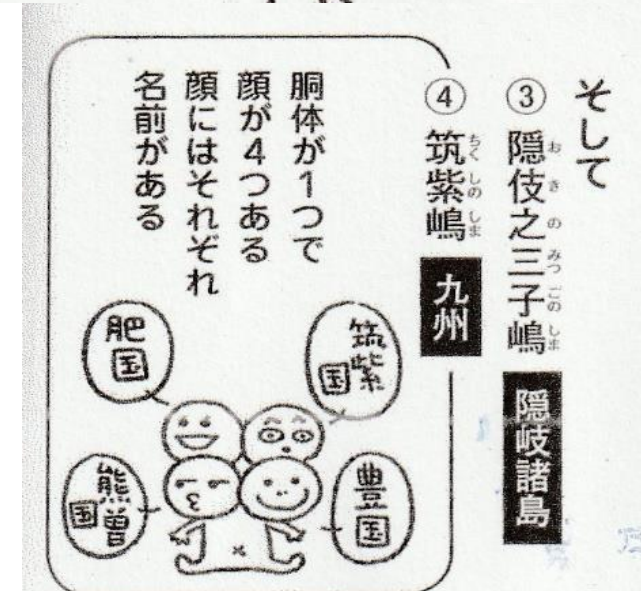 そして
③隠伎之三子嶋 隠岐諸島
おきのみつごのしま
④筑紫嶋 九州
ちくしのしま
胴体が1つで
顔が4つある
顔にはそれぞれ
名前がある
筑紫国
肥国
豊国
熊曽国